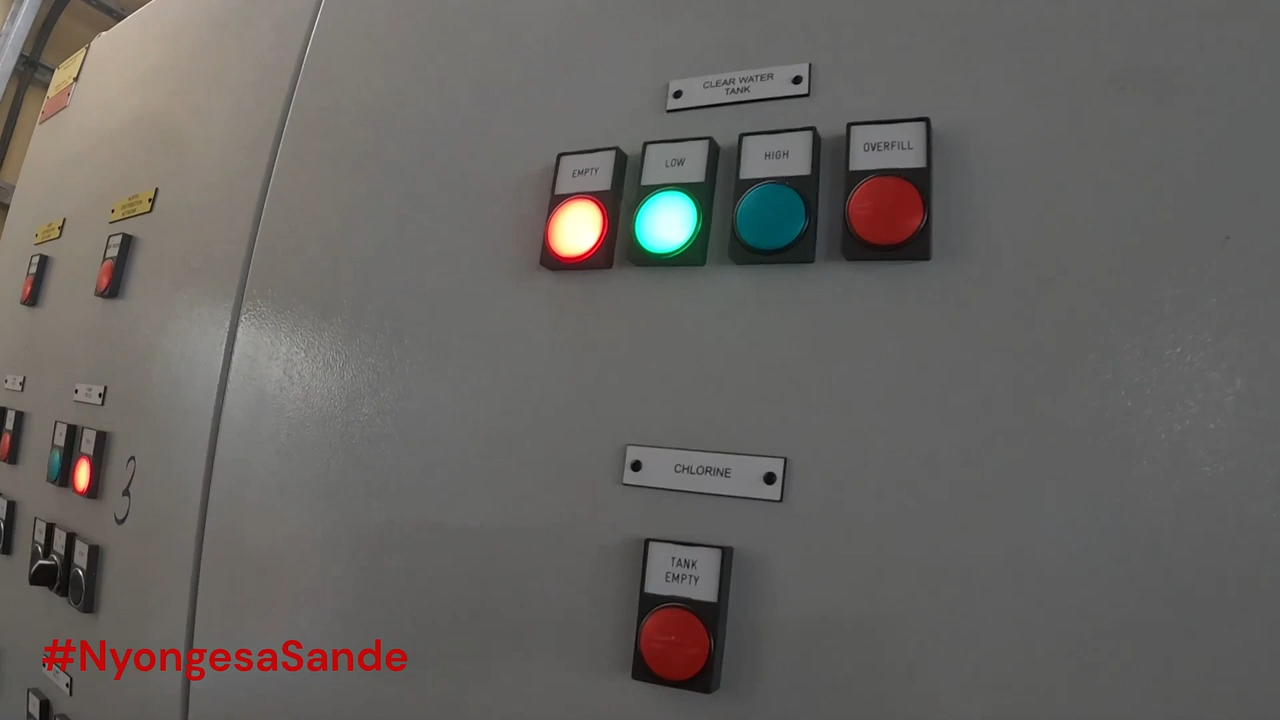 CLEAR WATER
TANK
EMPTY
LOW
HIGH
OVERFILL
CHLORINE
TANK
EMPTY
3
#NyongesaSande